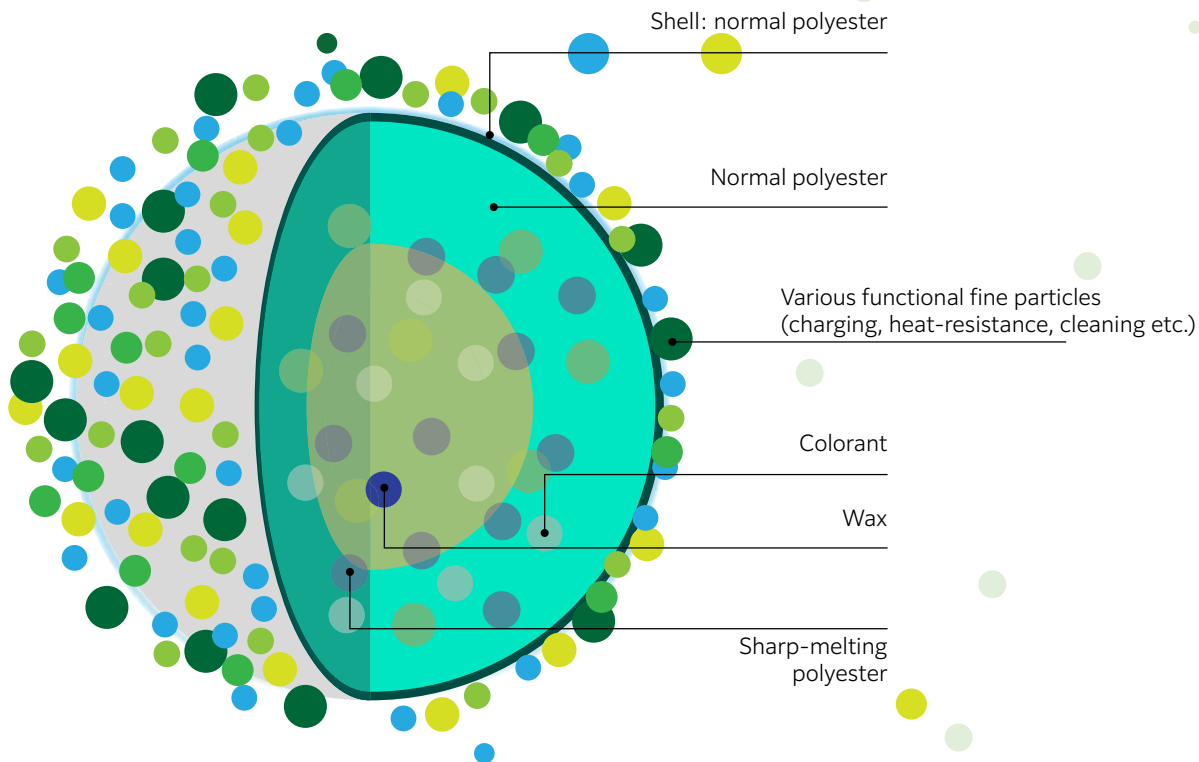 Shell: normal polyester
Normal polyester
Various functional fine particles
(charging, heat-resistance, cleaning etc.)
Colorant
Wax
Sharp-melting
polyester